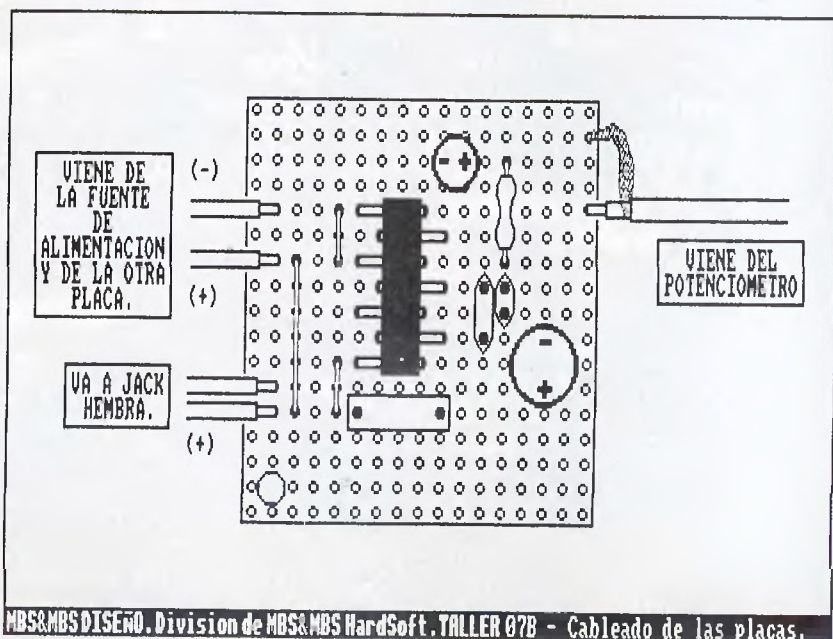 VIENE DE
LA FUENTE
DE
ALIMENTACION
Y DE LA OTRA
PLACA.
(-)
(+)
VA A JACK
HEMBRA.
(+)
- +
-
+
VIENE DEL
POTENCIOMETRO
MBS&MBS DISEÑO. Division de MBS&MBS HardSoft. TALLER 07B - Cableado de las placas.